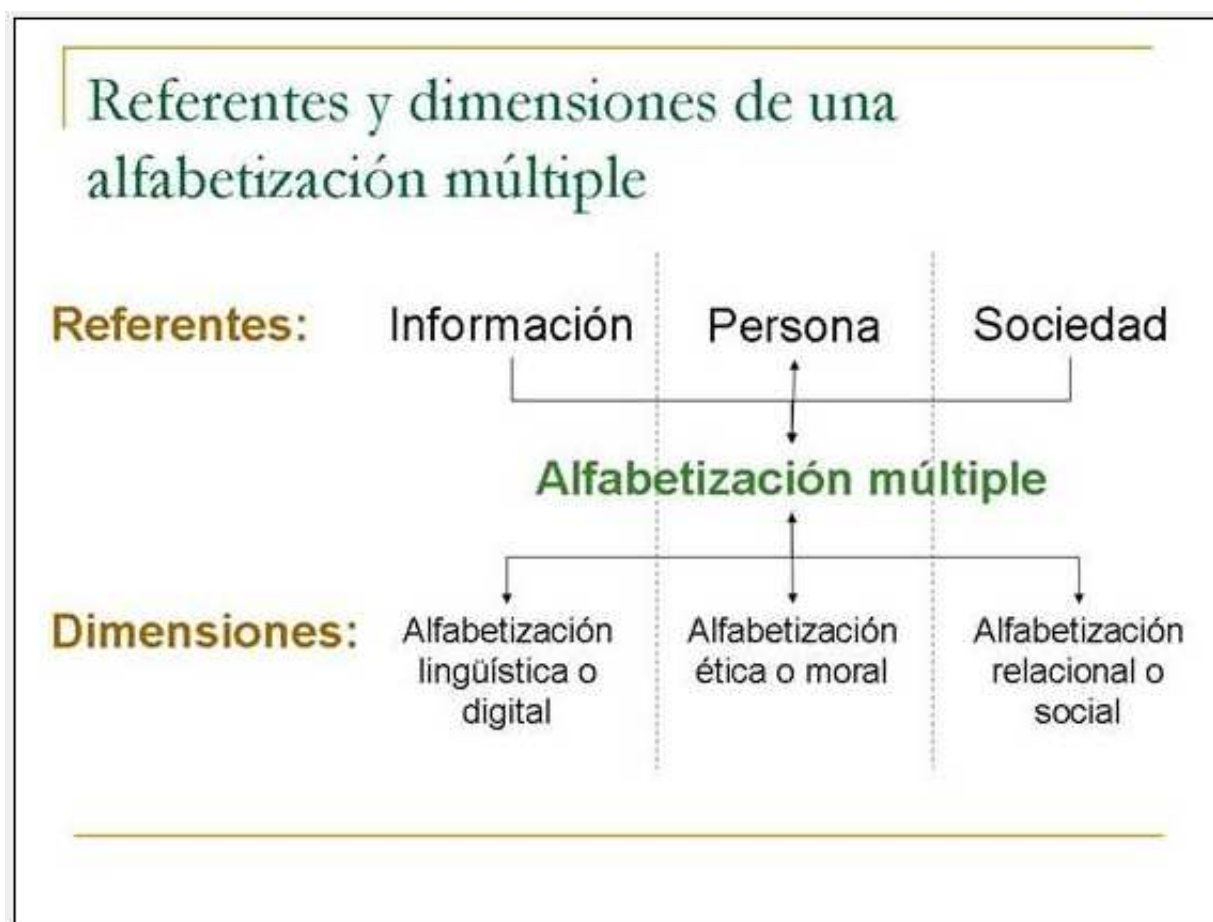 Referentes y dimensiones de una
alfabetización múltiple
Referentes: Información Persona Sociedad
Alfabetización múltiple
Dimensiones:
Alfabetización
lingüística o
digital
Alfabetización
ética o moral
Alfabetización
relacional o
social